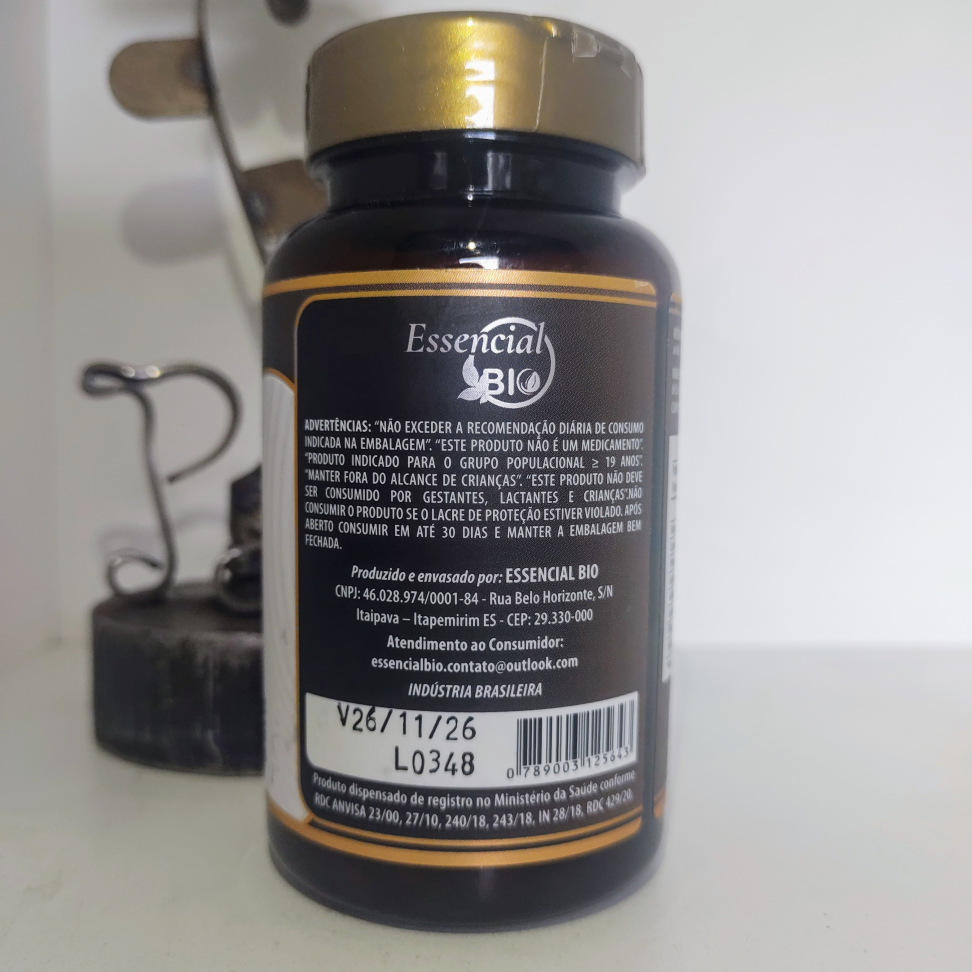 Essencial
BIO
ADVERTÊNCIAS: "NÃO EXCEDER A RECOMENDAÇÃO DIÁRIA DE CONSUMO
INDICADA NA EMBALAGEM". "ESTE PRODUTO NÃO É UM MEDICAMENTO".
"PRODUTO INDICADO PARA O GRUPO POPULACIONAL ≥ 19 ANOS".
"MANTER FORA DO ALCANCE DE CRIANÇAS". "ESTE PRODUTO NÃO DEVE
SER CONSUMIDO POR GESTANTES, LACTANTES E CRIANÇAS".NÃO
CONSUMIR O PRODUTO SE O LACRE DE PROTEÇÃO ESTIVER VIOLADO. APÓS
ABERTO CONSUMIR EM ATÉ 30 DIAS E MANTER A EMBALAGEM BEM
FECHADA.
Produzido e envasado por: ESSENCIAL BIO
CNPJ: 46.028.974/0001-84 - Rua Belo Horizonte, S/N
Itaipava – Itapemirim ES - CEP: 29.330-000
Atendimento ao Consumidor:
essencialbio.contato@outlook.com
INDÚSTRIA BRASILEIRA
V26/11/26
L0348
0 789003 125643
Produto dispensado de registro no Ministério da Saúde conforme
RDC ANVISA 23/00, 27/10, 240/18, 243/18, IN 28/18, RDC 429/20.